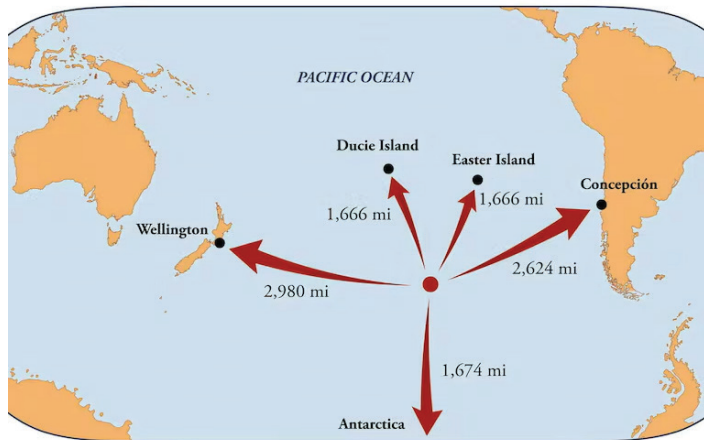 PACIFIC OCEAN
Ducie Island
Easter Island
Concepción
1,666 mi
1,666 mi
Wellington
2,624 mi
2,980 mi
1,674 mi
Antarctica